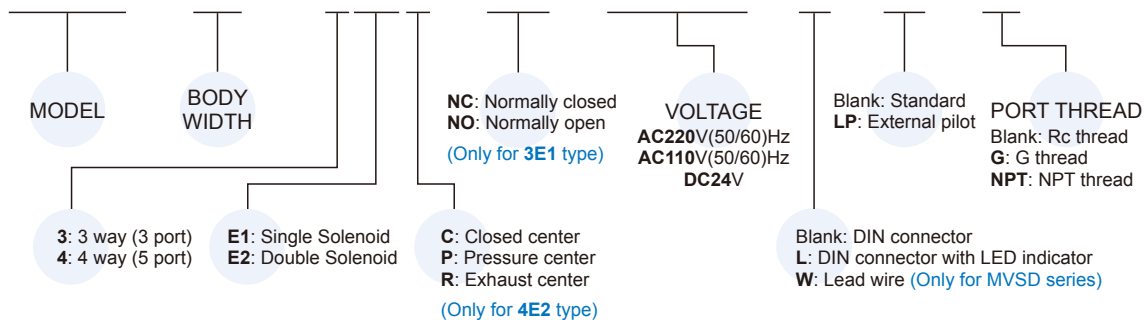 MODEL
BODY
WIDTH
NC: Normally closed
NO: Normally open
(Only for 3E1 type)
VOLTAGE
AC220V(50/60)Hz
AC110V(50/60)Hz
DC24V
Blank: Standard
LP: External pilot
PORT THREAD
Blank: Rc thread
G: G thread
NPT: NPT thread
3: 3 way (3 port)
4: 4 way (5 port)
E1: Single Solenoid
E2: Double Solenoid
C: Closed center
P: Pressure center
R: Exhaust center
(Only for 4E2 type)
Blank: DIN connector
L: DIN connector with LED indicator
W: Lead wire (Only for MVSD series)